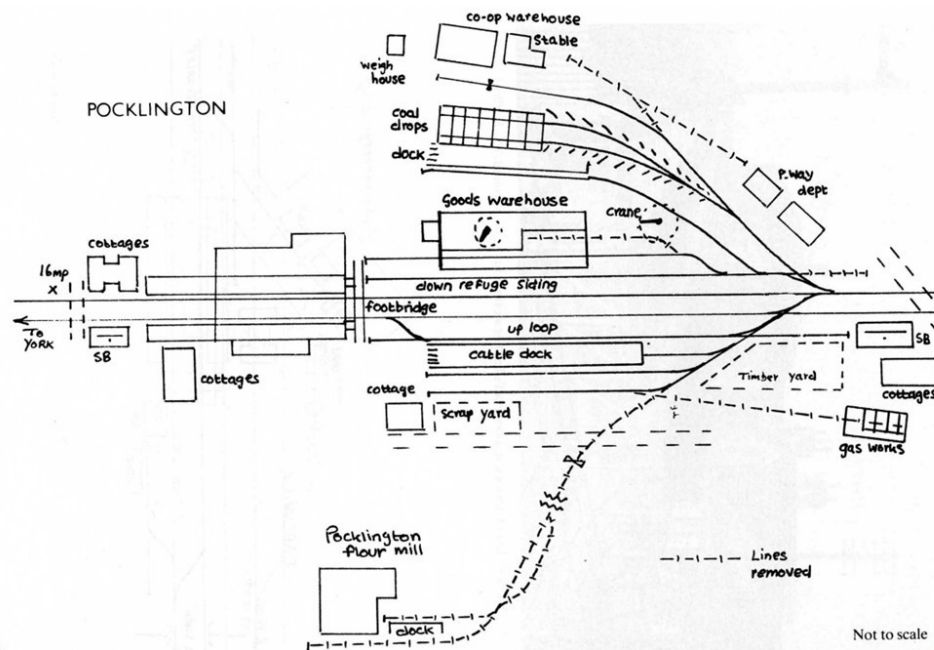 co-op warehouse
stable
weigh
house
POCKLINGTON
coal
drops
dock
P.way
dept
Goods warehouse
crane
cottages
16mp
x
down refuge siding
footbridge
TO
YORK
up loop
SB
SB
cattle dock
cottages
Timber yard
cottage
cottages
scrap yard
gas works
Pocklington
flour mill
Lines
removed
dock
Not to scale